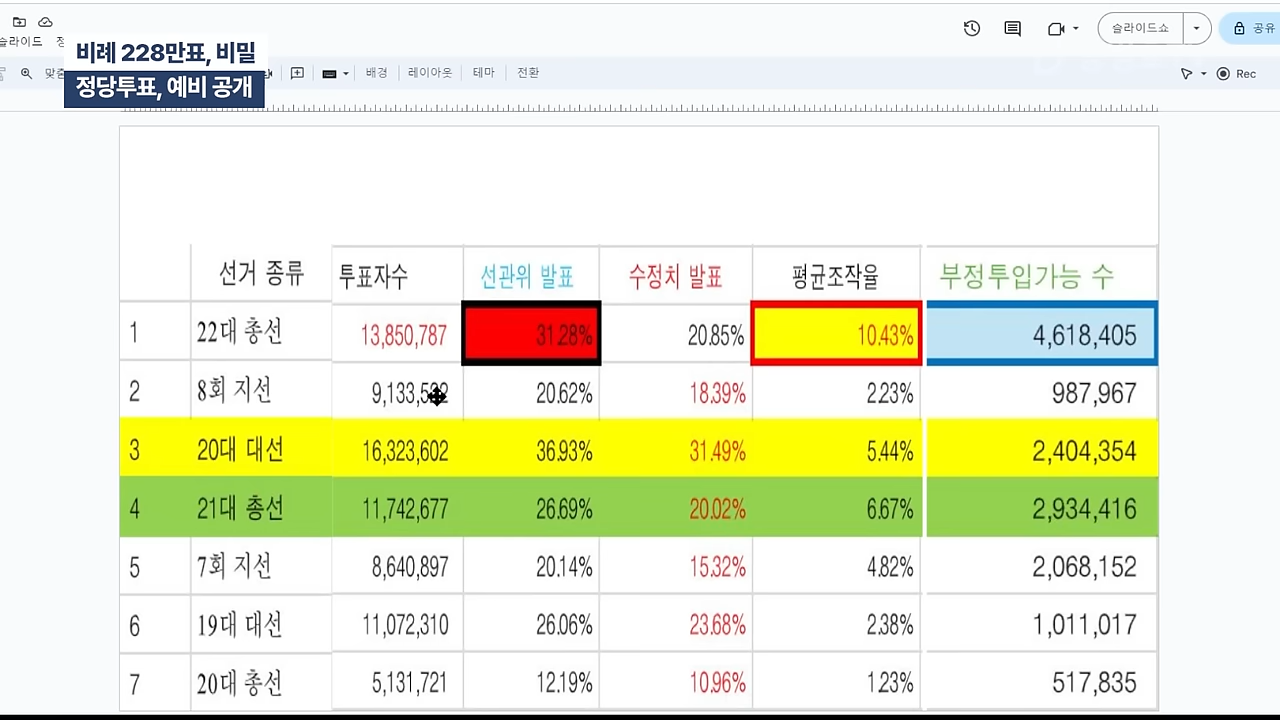 비례 228만표, 비밀
정당투표, 예비 공개
슬라이드
슬라이드쇼
공유
배경
레이아웃
테마
전환
Rec
선거 종류 투표자수 선관위 발표 수정치 발표 평균조작율 부정투입가능 수
1 22대 총선 13,850,787 31.28% 20.85% 10.43% 4,618,405
2 8회 지선 20.62% 18.39% 2.23% 987,967
3 20대 대선 16,323,602 36.93% 31.49% 5.44% 2,404,354
4 21대 총선 11,742,677 26.69% 20.02% 6.67% 2,934,416
5 7회 지선 8,640,897 20.14% 15.32% 4.82% 2,068,152
6 19대 대선 11,072,310 26.06% 23.68% 2.38% 1,011,017
7 20대 총선 5,131,721 12.19% 10.96% 1.23% 517,835